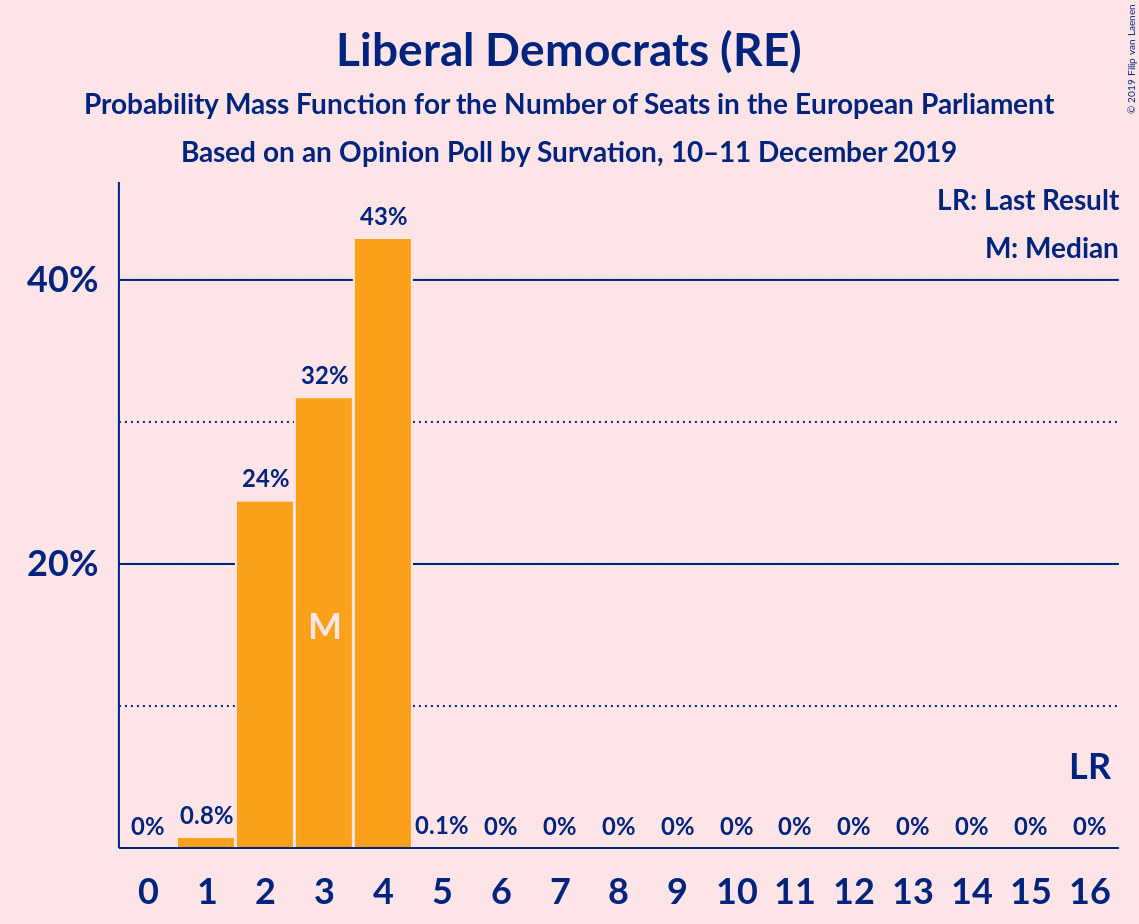 Liberal Democrats (RE)
Probability Mass Function for the Number of Seats in the European Parliament
Based on an Opinion Poll by Survation, 10–11 December 2019
© 2019 Filip van Laenen
LR: Last Result
M: Median
40%
20%
0%
0.8%
24%
32%
43%
0.1%
0%
0%
0%
0%
0%
0%
0%
0%
0%
0%
0%
M
LR
0 1 2 3 4 5 6 7 8 9 10 11 12 13 14 15 16